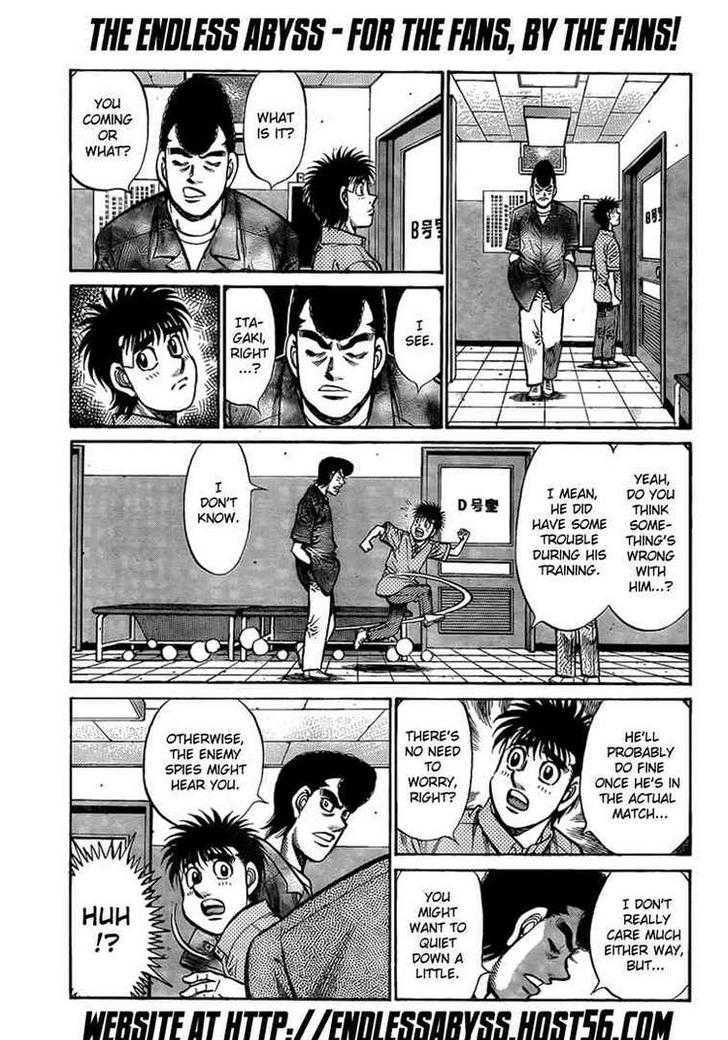 THE ENDLESS ABYSS - FOR THE FANS, BY THE FANS!
WHAT
IS IT?
YOU
COMING
OR
WHAT?
B号室
B号室
I
SEE.
ITA-
GAKI,
RIGHT
...?
YEAH,
DO YOU
THINK
SOME-
THING'S
WRONG
WITH
HIM...?
I MEAN,
HE DID
HAVE SOME
TROUBLE
DURING HIS
TRAINING.
D号室
I
DON'T
KNOW.
HE'LL
PROBABLY
DO FINE
ONCE HE'S IN
THE ACTUAL
MATCH...
THERE'S
NO NEED
TO
WORRY,
RIGHT?
I DON'T
REALLY
CARE MUCH
EITHER WAY,
BUT...
YOU
MIGHT
WANT TO
QUIET
DOWN A
LITTLE.
OTHERWISE,
THE ENEMY
SPIES MIGHT
HEAR YOU.
HUH
!?
WEBSITE AT HTTP://ENDLESSABYSS.HOST56.COM